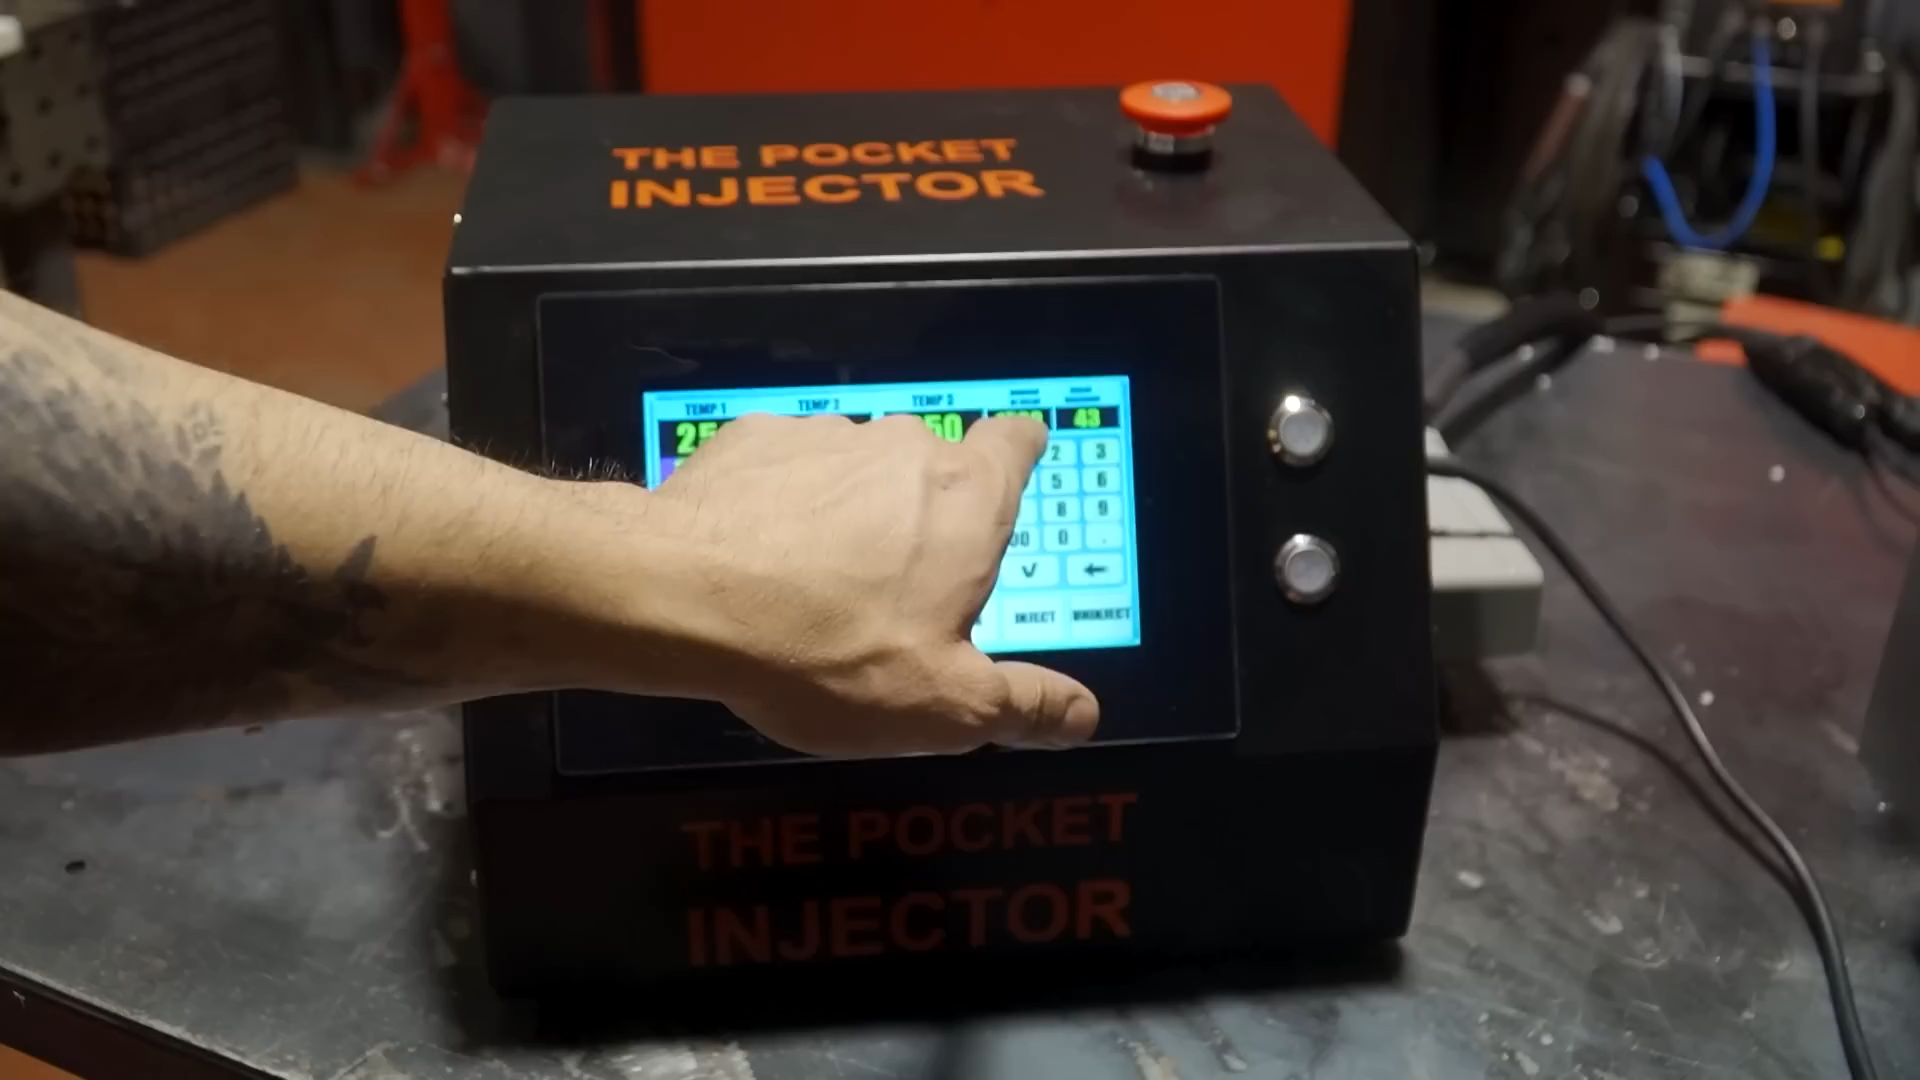 THE POCKET
INJECTOR
TEMP 1 TEMP 2 TEMP 3
43
2 3
5 6
8 9
0 .
INJECT UNINJECT
THE POCKET
INJECTOR